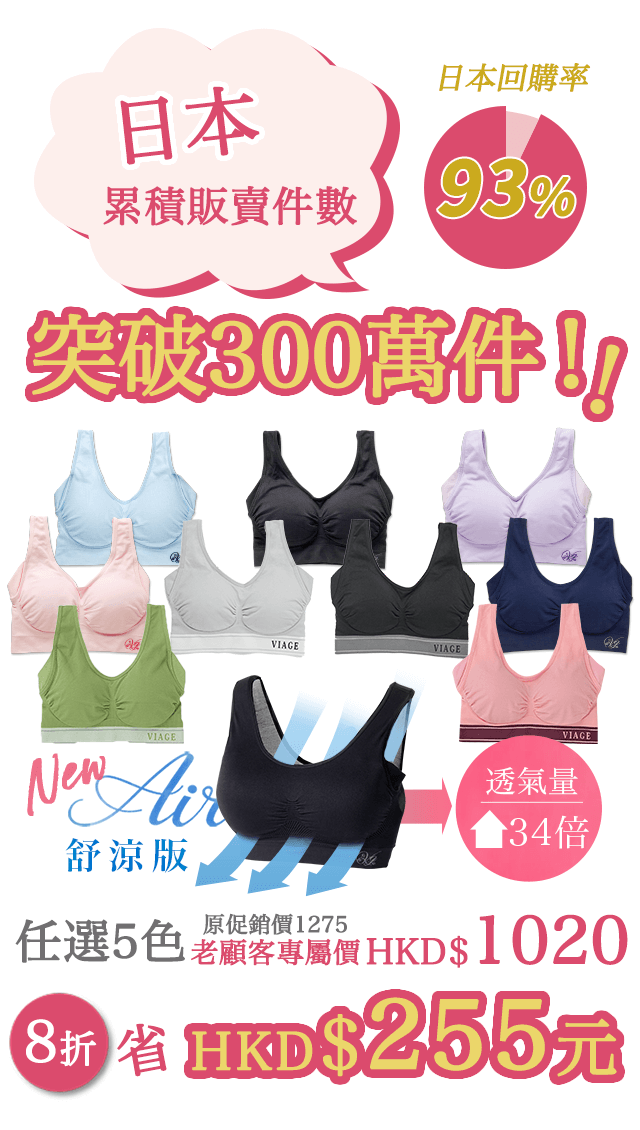 日本
累積販賣件數
日本回購率
93%
突破300萬件!!
VIAGE
VIAGE
VIAGE
VIAGE
New Air
舒涼版
透氣量
34倍
任選5色
原促銷價1275
老顧客專屬價HKD$1020
8折
省 HKD$255元